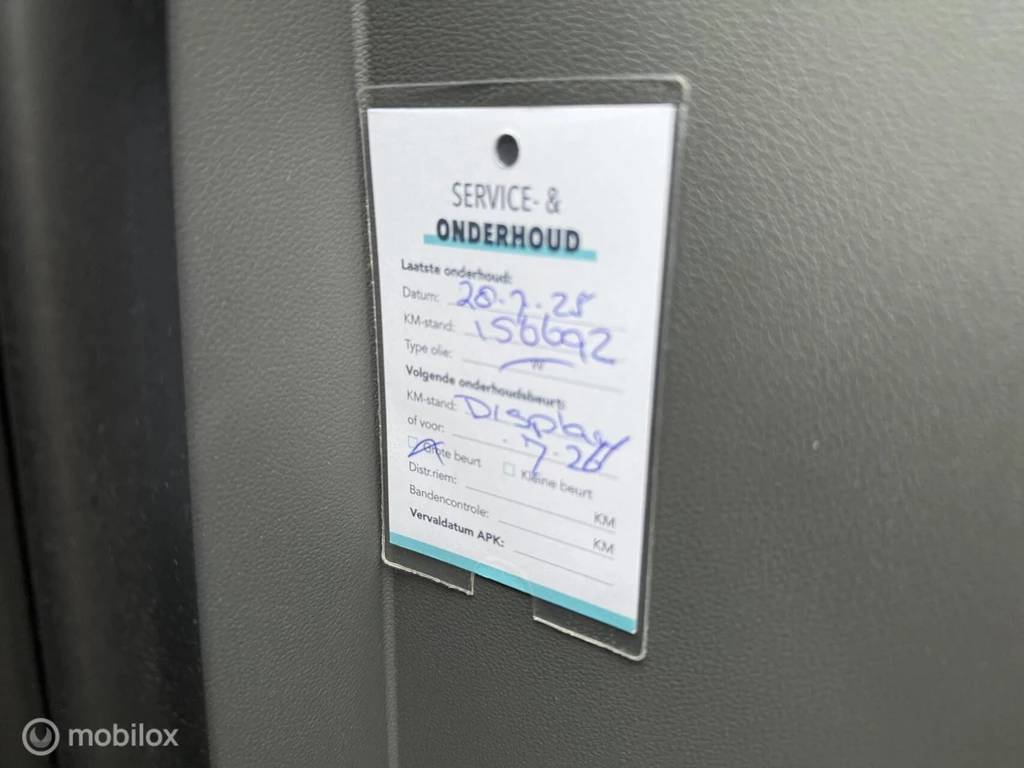 SERVICE- &
ONDERHOUD
Laatste onderhoud:
Datum: 20-7-25
KM-stand: 156692
Type olie:
Volgende onderhoudsbeurt:
KM-stand: Display
of voor: 7-26
Grote beurt Kleine beurt
Distr.riem: KM
Bandencontrole: KM
Vervaldatum APK:
mobilox